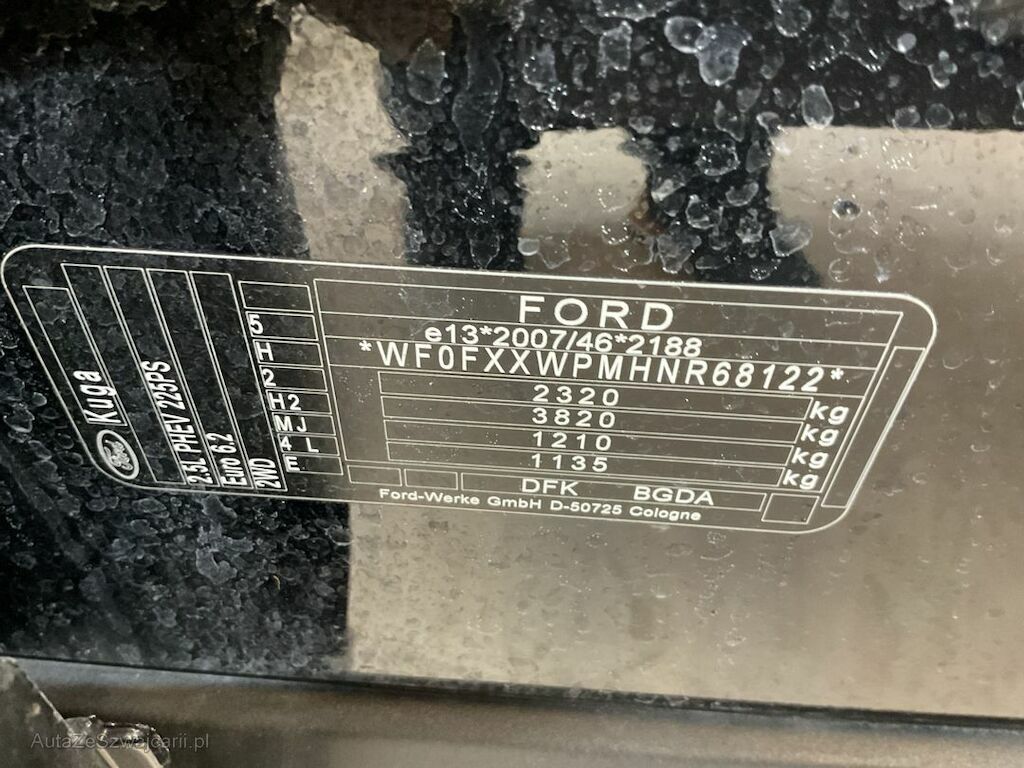 FORD
e13*2007/46*2188
*WF0FXXWPMHNR68122*
2320 kg
3820 kg
1210 kg
1135 kg
DFK BGDA
Ford-Werke GmbH D-50725 Cologne
5
H
2
H2
MJ
4 L
E
Ford Kuga
2.5L PHEV 225PS
Euro 6.2
2WD
AutaZeSzwajcarii.pl